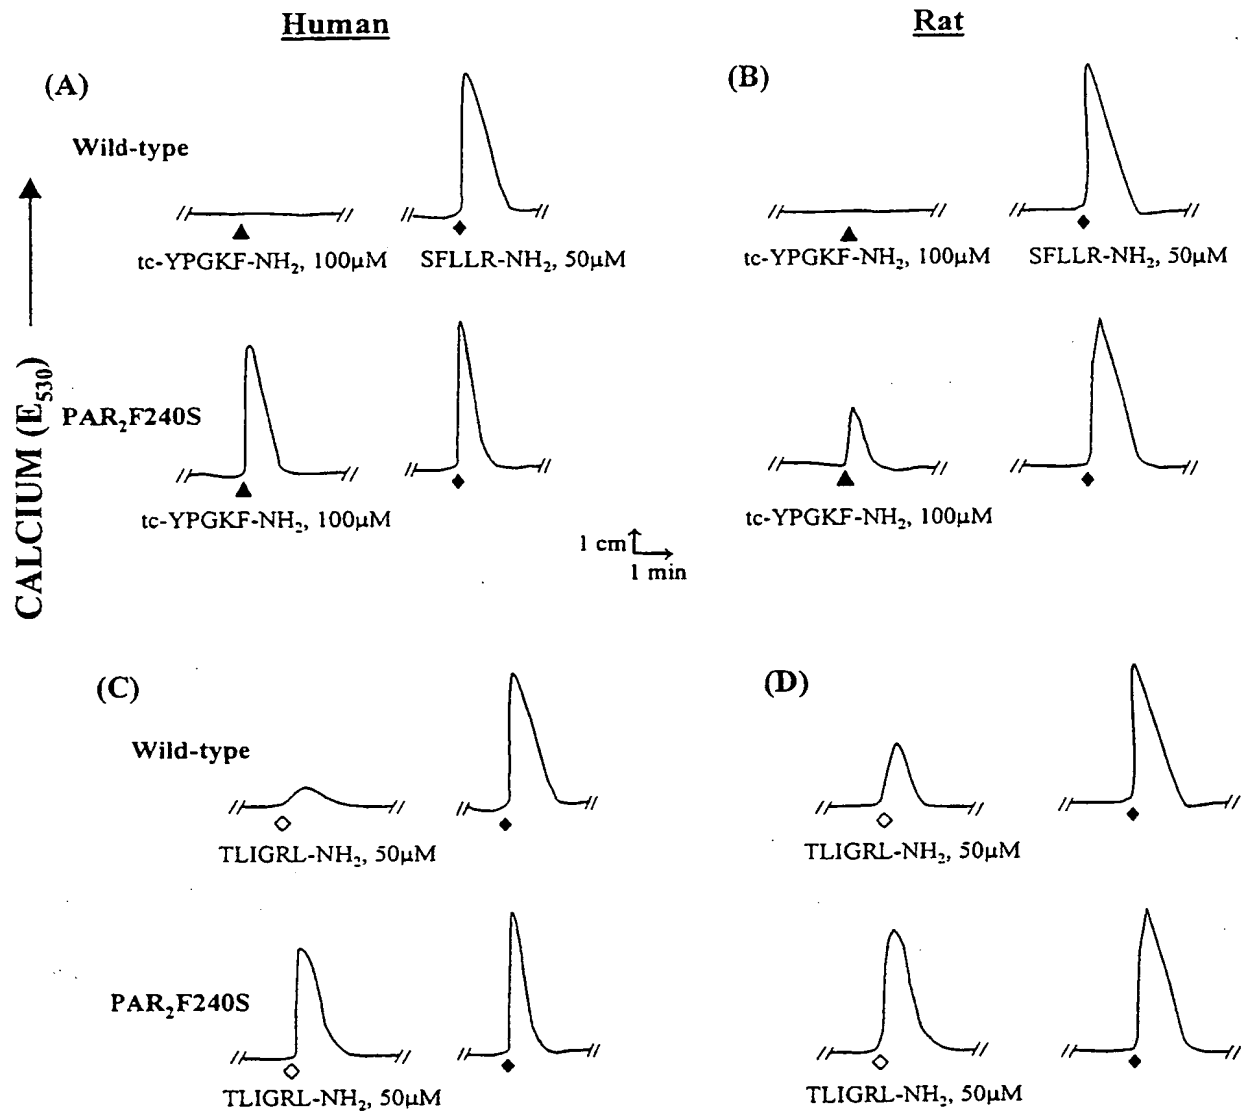 Human
Rat
(A)
(B)
Wild-type
tc-YPGKF-NH₂, 100μM
SFLLR-NH₂, 50μM
tc-YPGKF-NH₂, 100μM
SFLLR-NH₂, 50μM
CALCIUM (E₅₃₀)
PAR₂F240S
tc-YPGKF-NH₂, 100μM
tc-YPGKF-NH₂, 100μM
1 cm
1 min
(C)
(D)
Wild-type
TLIGRL-NH₂, 50μM
TLIGRL-NH₂, 50μM
PAR₂F240S
TLIGRL-NH₂, 50μM
TLIGRL-NH₂, 50μM